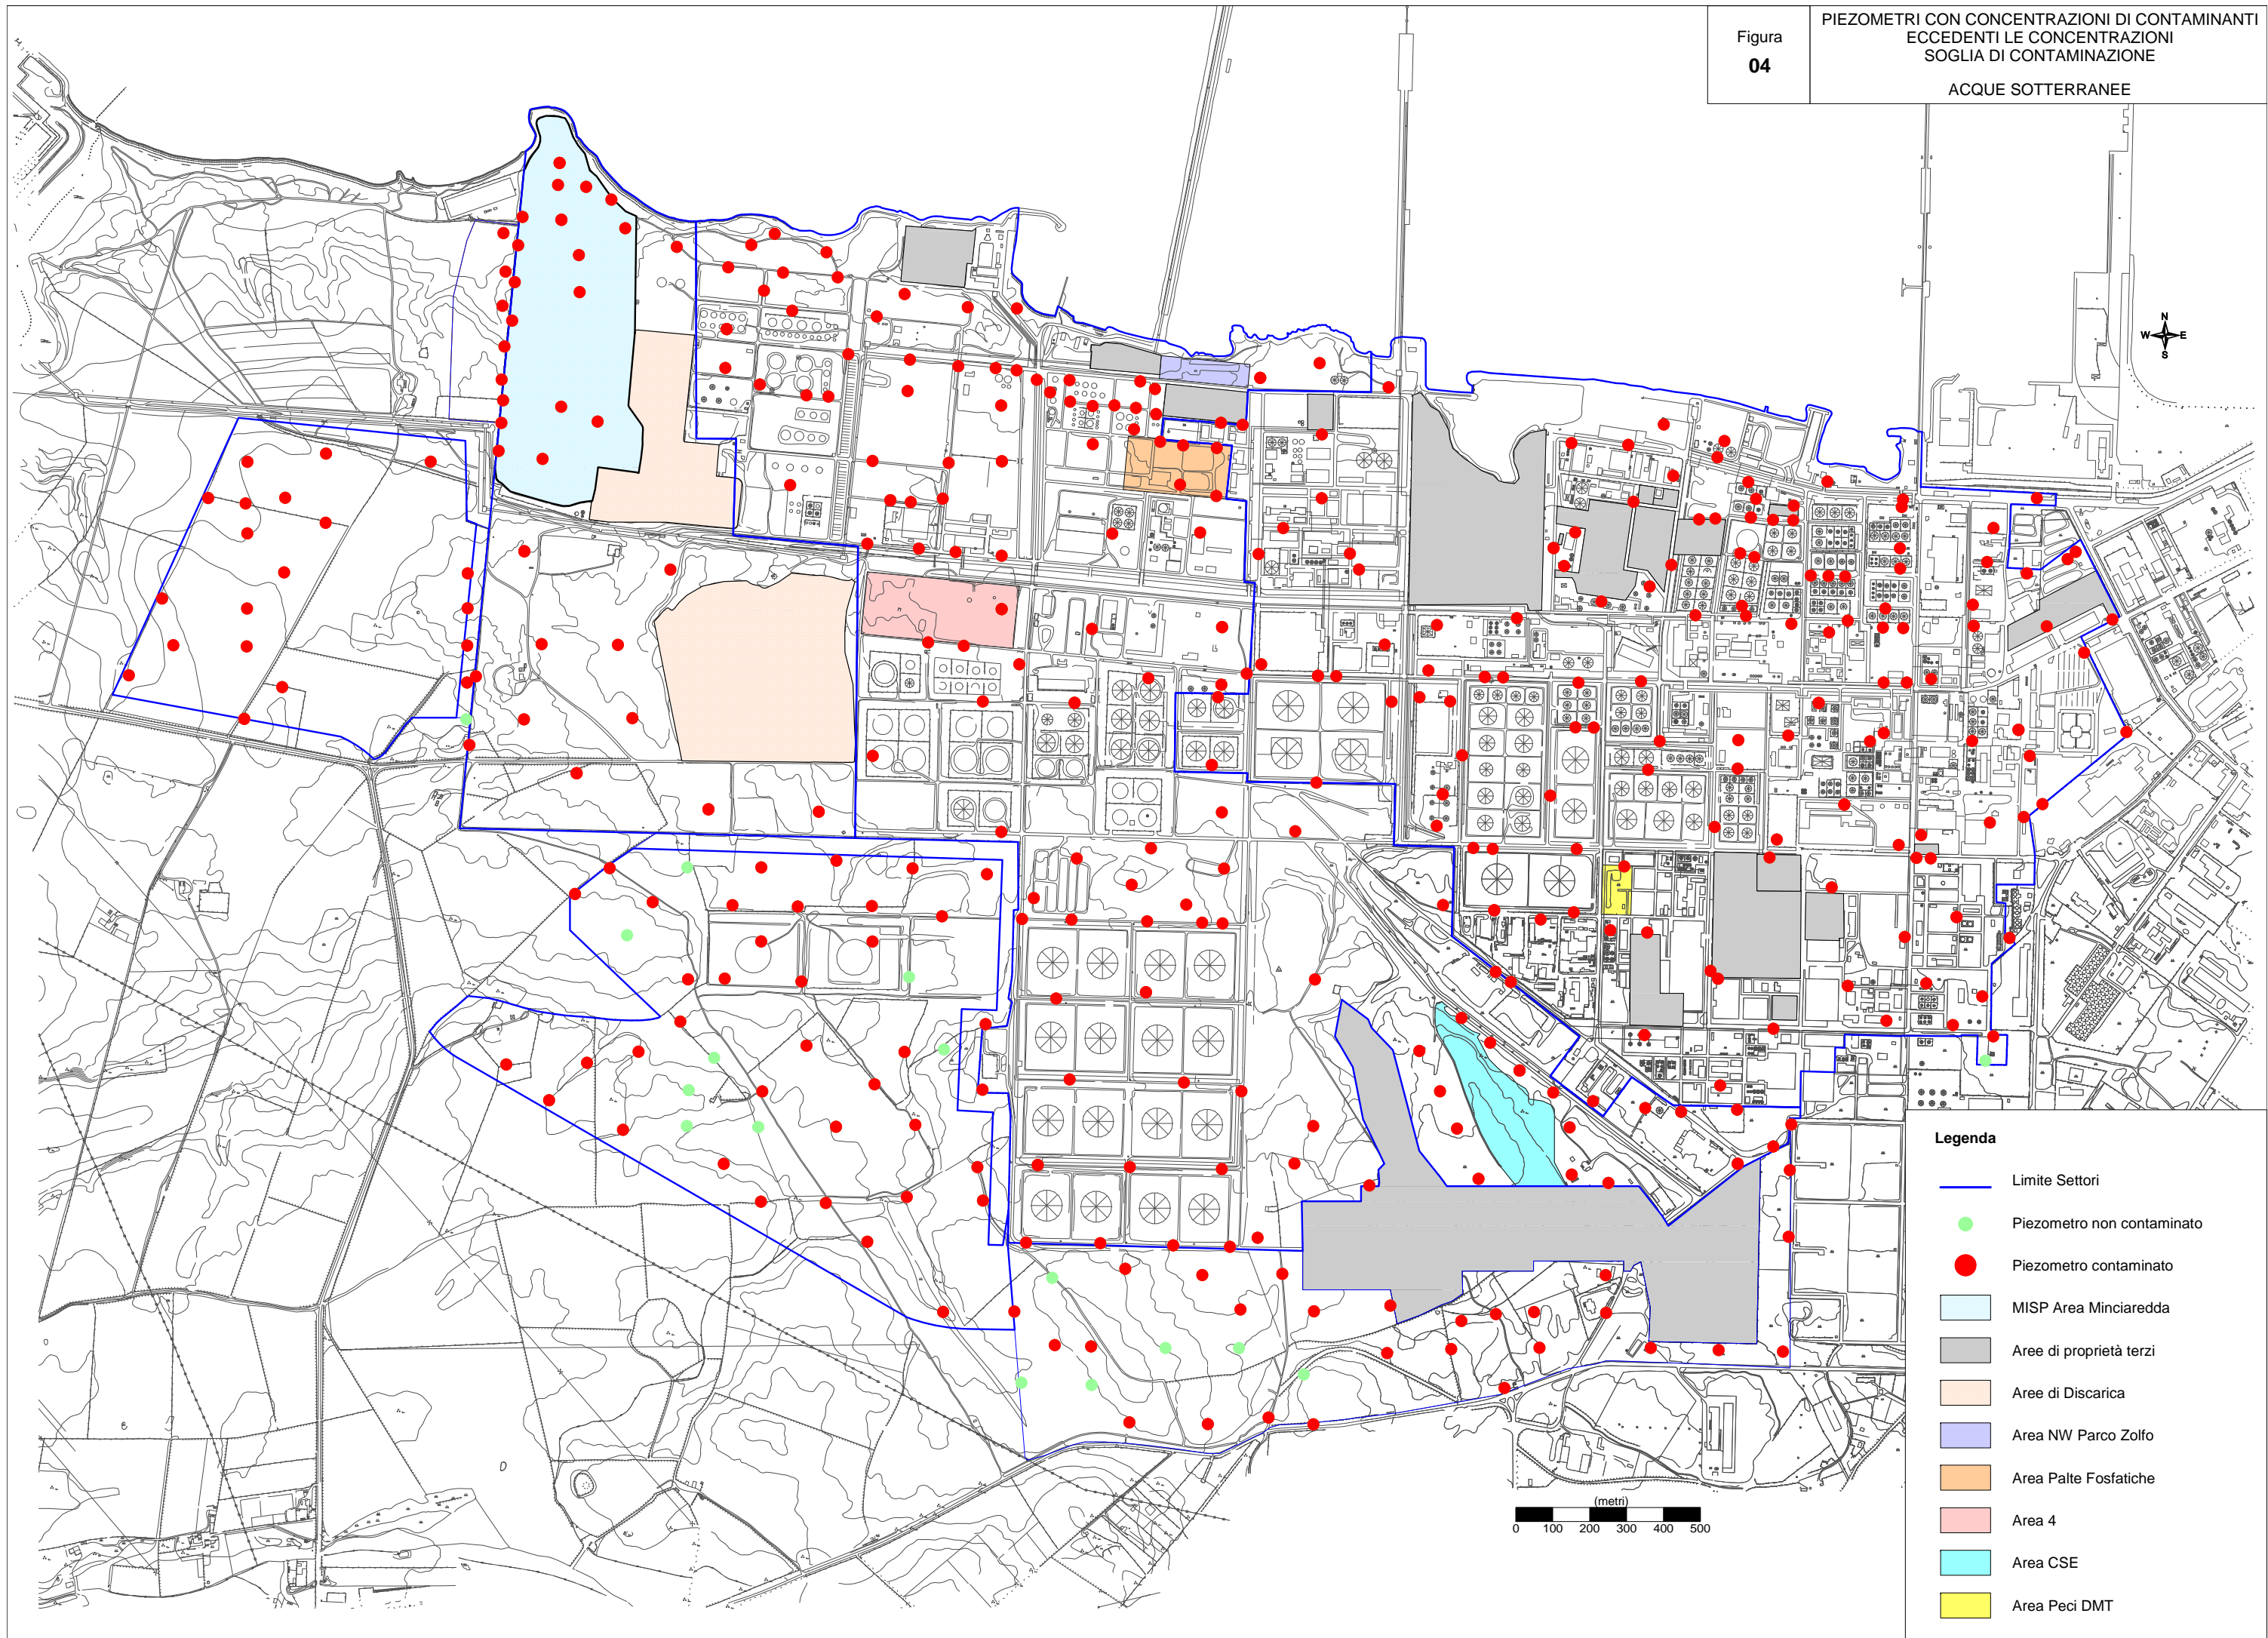 Figura
04
PIEZOMETRI CON CONCENTRAZIONI DI CONTAMINANTI
ECCEDENTI LE CONCENTRAZIONI
SOGLIA DI CONTAMINAZIONE
ACQUE SOTTERRANEE
N
W E
S
Legenda
Limite Settori
Piezometro non contaminato
Piezometro contaminato
MISP Area Minciaredda
Aree di proprietà terzi
Aree di Discarica
Area NW Parco Zolfo
Area Palte Fosfatiche
Area 4
Area CSE
Area Peci DMT
(metri)
0 100 200 300 400 500